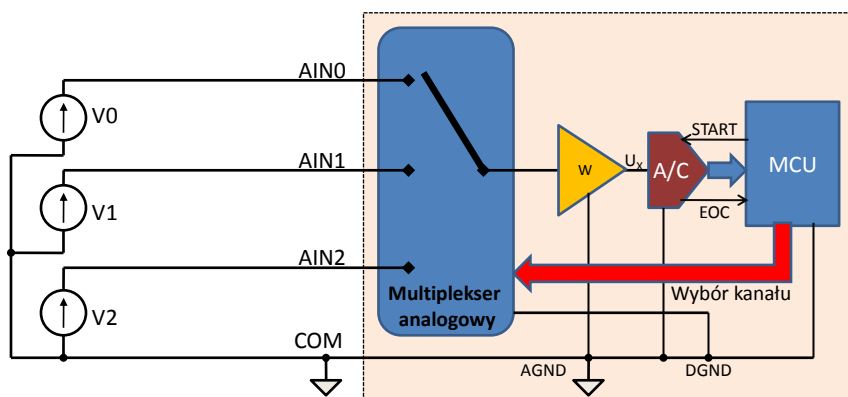 AIN0
V0
START
AIN1
W
Ux
A/C
MCU
V1
EOC
AIN2
Multiplekser
analogowy
Wybór kanału
V2
COM
AGND
DGND